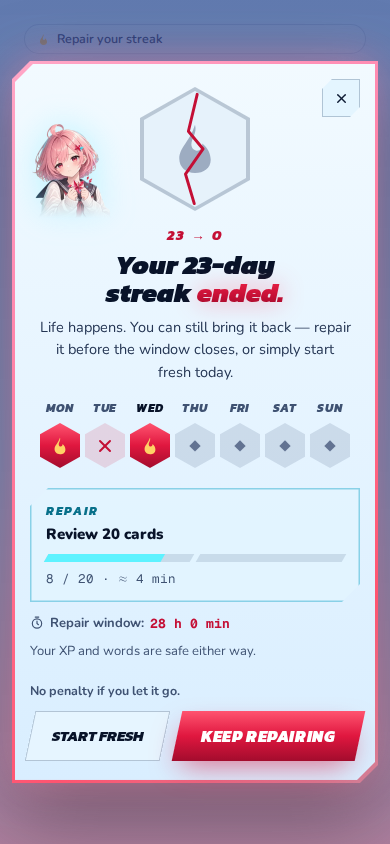 Repair your streak
×
23 → 0
Your 23-day
streak ended.
Life happens. You can still bring it back — repair
it before the window closes, or simply start
fresh today.
MON TUE WED THU FRI SAT SUN
REPAIR
Review 20 cards
8 / 20 · ≈ 4 min
Repair window: 28 h 0 min
Your XP and words are safe either way.
No penalty if you let it go.
START FRESH KEEP REPAIRING